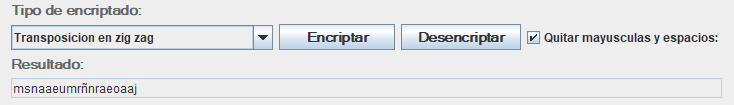 Tipo de encriptado:
Transposicion en zig zag Encriptar Desencriptar Quitar mayusculas y espacios:
Resultado:
msnaaeumrñnraeoaaj